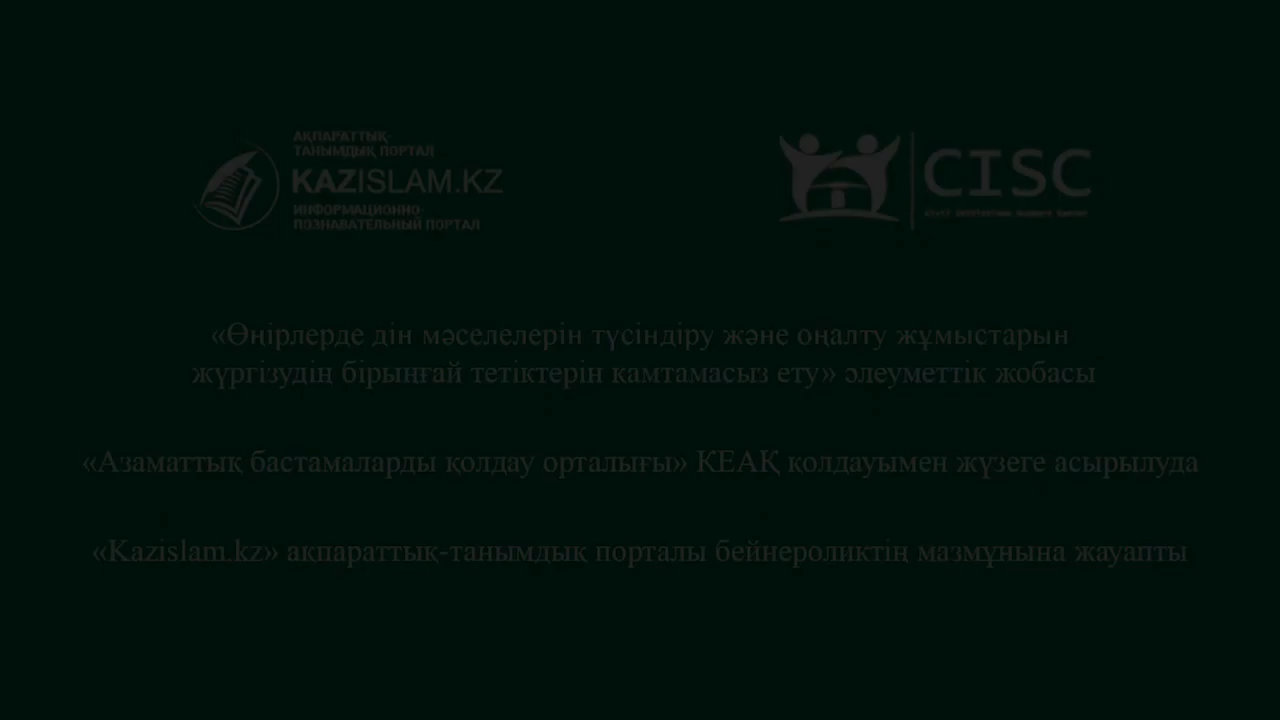 АҚПАРАТТЫҚ-
ТАНЫМДЫҚ ПОРТАЛ
KAZISLAM.KZ
ИНФОРМАЦИОННО-
ПОЗНАВАТЕЛЬНЫЙ ПОРТАЛ
CISC
«Өңірлерде дін мәселелерін түсіндіру және оңалту жұмыстарын
жүргізудің бірыңғай тетіктерін қамтамасыз ету» әлеуметтік жобасы
«Азаматтық бастамаларды қолдау орталығы» КЕАҚ қолдауымен жүзеге асырылуда
«Kazislam.kz» ақпараттық-танымдық порталы бейнероликтің мазмұнына жауапты